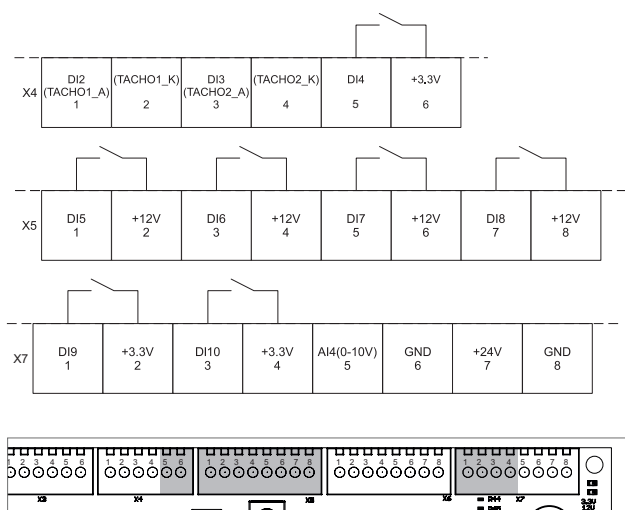 DI2 (TACHO1_K) DI3 (TACHO2_K) DI4 +3.3V
X4 (TACHO1_A) 2 (TACHO2_A) 4 5 6
1 3
DI5 +12V DI6 +12V DI7 +12V DI8 +12V
X5 1 2 3 4 5 6 7 8
DI9 +3.3V DI10 +3.3V AI4(0-10V) GND +24V GND
X7 1 2 3 4 5 6 7 8
1 2 3 4 5 6 1 2 3 4 5 6 1 2 3 4 5 6 7 8 1 2 3 4 5 6 7 8 1 2 3 4 5 6 7 8
X3 X4 X5 X6 R44 X7
3.3U
12U